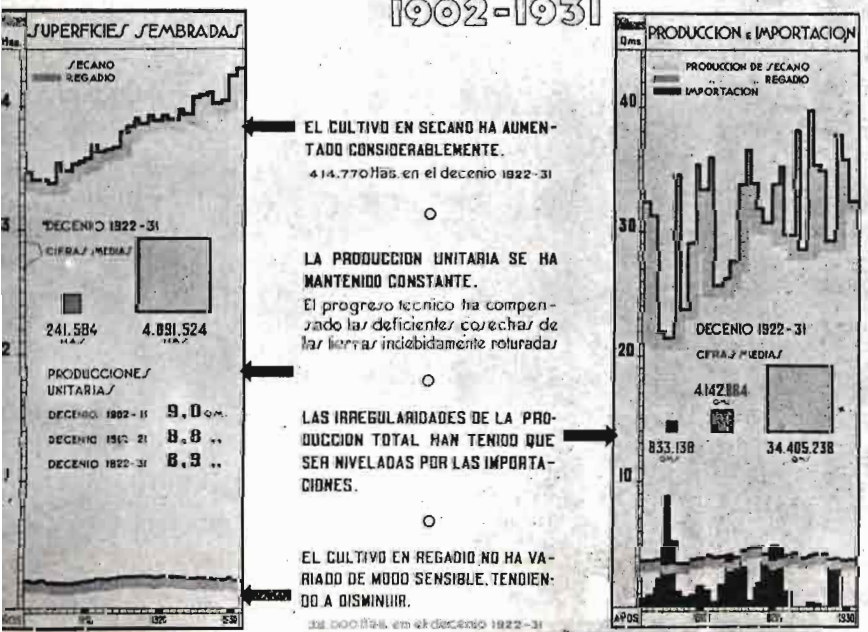 1902-1931
SUPERFICIES SEMBRADAS
Has.
SECANO
REGADIO
4
3
2
1
DECENIO 1922-31
CIFRAS MEDIAS
241.584
HAS.
4.891.524
HAS.
PRODUCCIONES
UNITARIAS
DECENIO 1902-11 9,0 QM.
DECENIO 1912-21 8,8 ,,
DECENIO 1922-31 8,9 ,,
EL CULTIVO EN SECANO HA AUMEN-
TADO CONSIDERABLEMENTE.
414.770 Has. en el decenio 1922-31
LA PRODUCCION UNITARIA SE HA
MANTENIDO CONSTANTE.
El progreso tecnico ha compen-
sado las deficientes cosechas de
las tierras indebidamente roturadas
LAS IRREGULARIDADES DE LA PRO-
DUCCION TOTAL HAN TENIDO QUE
SER NIVELADAS POR LAS IMPORTA-
CIONES.
EL CULTIVO EN REGADIO NO HA VA-
RIADO DE MODO SENSIBLE, TENDIEN-
DO A DISMINUIR.
Has. en el decenio 1922-31
PRODUCCION e IMPORTACION
Qms
PRODUCCION DE SECANO
,, ,, REGADIO
IMPORTACION
40
30
20
10
DECENIO 1922-31
CIFRAS MEDIAS
833.138
QMS
34.405.238
QMS
AÑOS
1930